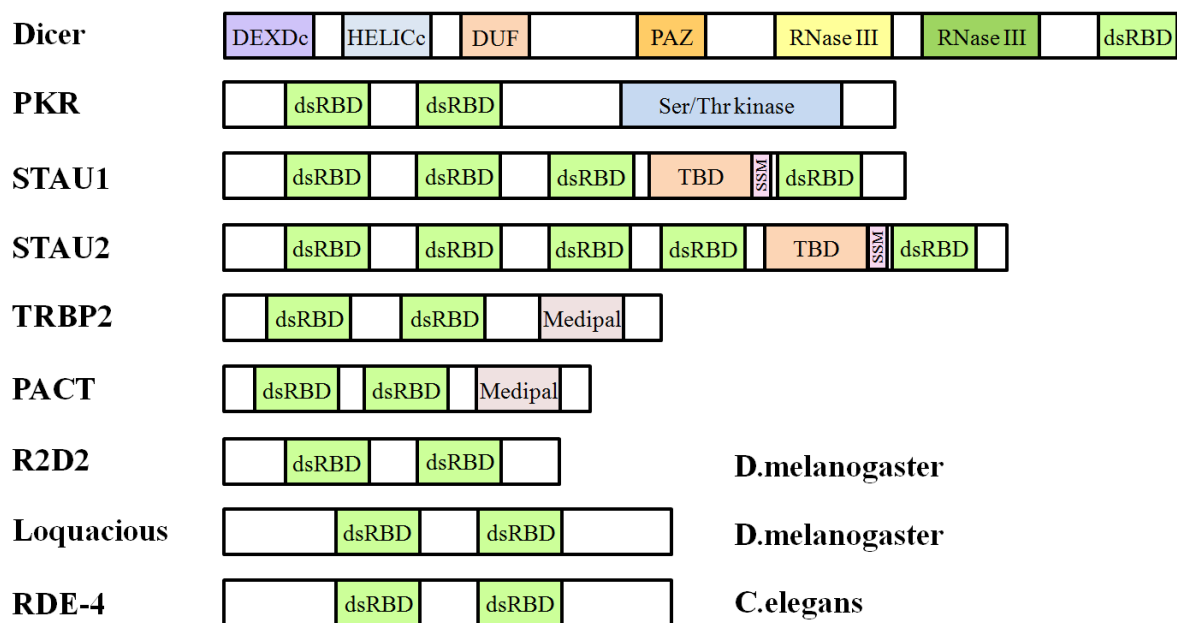 Dicer DEXDc HELICc DUF PAZ RNase III RNase III dsRBD
PKR dsRBD dsRBD Ser/Thr kinase
STAU1 dsRBD dsRBD dsRBD TBD SSM dsRBD
STAU2 dsRBD dsRBD dsRBD dsRBD TBD SSM dsRBD
TRBP2 dsRBD dsRBD Medipal
PACT dsRBD dsRBD Medipal
R2D2 dsRBD dsRBD D.melanogaster
Loquacious dsRBD dsRBD D.melanogaster
RDE-4 dsRBD dsRBD C.elegans